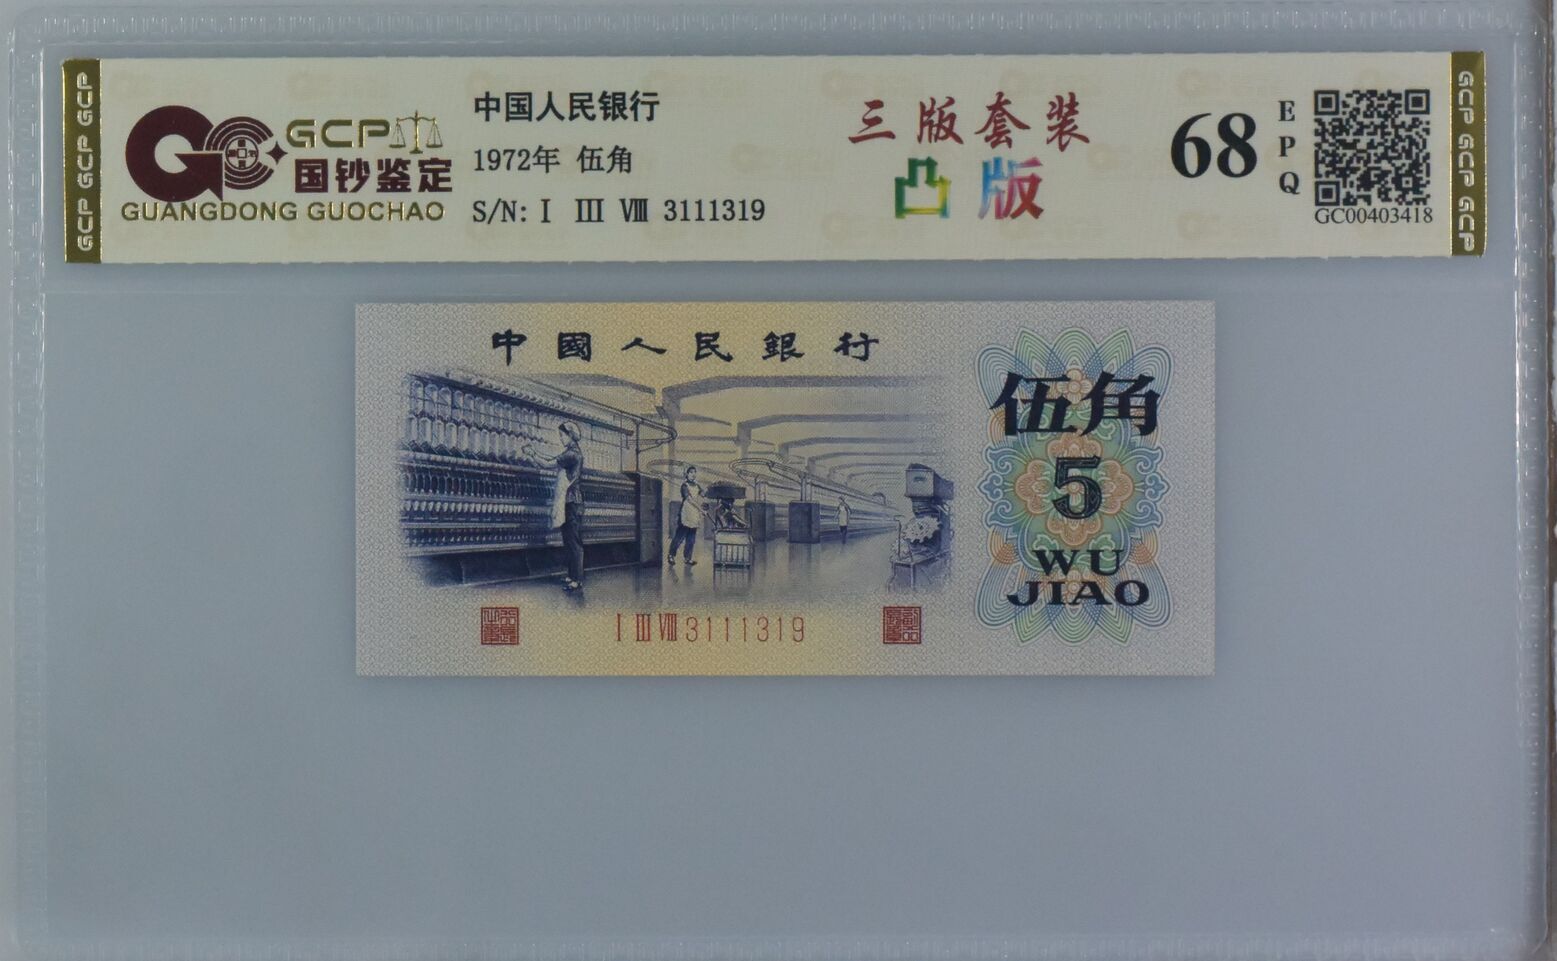 GCP GCP GCP
GCP
国钞鉴定
GUANGDONG GUOCHAO
中国人民银行
1972年 伍角
S/N: Ⅰ Ⅲ Ⅷ 3111319
三版套装
凸版
68
EPQ
GC00403418
GCP GCP GCP
中國人民銀行
伍角
5
WU
JIAO
Ⅰ Ⅲ Ⅷ 3111319